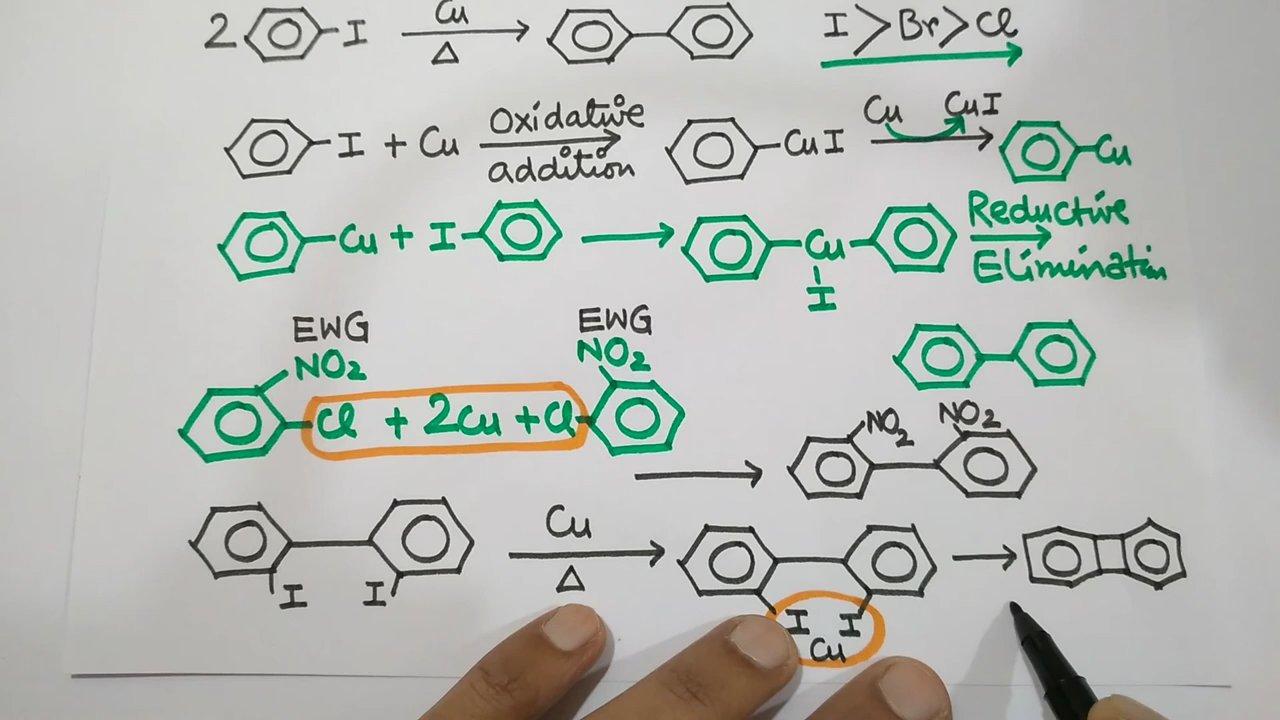 2 I Cu Δ I > Br > Cl
I + Cu Oxidative addition CuI Cu CuI Cu
Cu + I Cu I Reductive Eliminatin
EWG EWG
NO2 NO2
Cl + 2Cu + Cl NO2 NO2
I I Cu Δ I I Cu